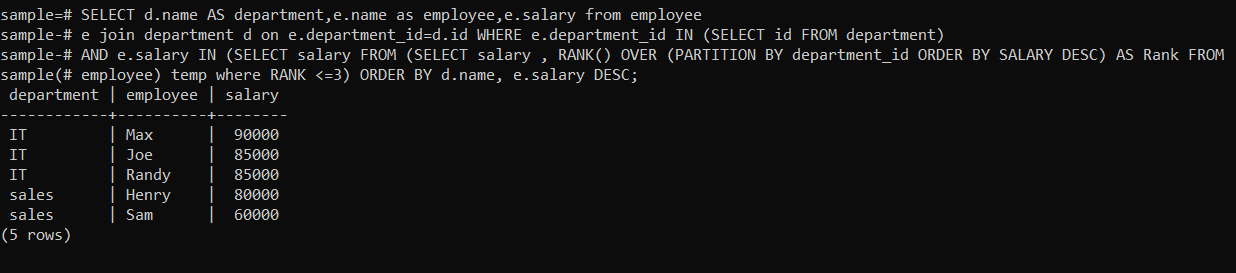 sample=# SELECT d.name AS department,e.name as employee,e.salary from employee
sample-# e join department d on e.department_id=d.id WHERE e.department_id IN (SELECT id FROM department)
sample-# AND e.salary IN (SELECT salary FROM (SELECT salary , RANK() OVER (PARTITION BY department_id ORDER BY SALARY DESC) AS Rank FROM
sample(# employee) temp where RANK <=3) ORDER BY d.name, e.salary DESC;
 department | employee | salary
------------+----------+--------
 IT         | Max      |  90000
 IT         | Joe      |  85000
 IT         | Randy    |  85000
 sales      | Henry    |  80000
 sales      | Sam      |  60000
(5 rows)